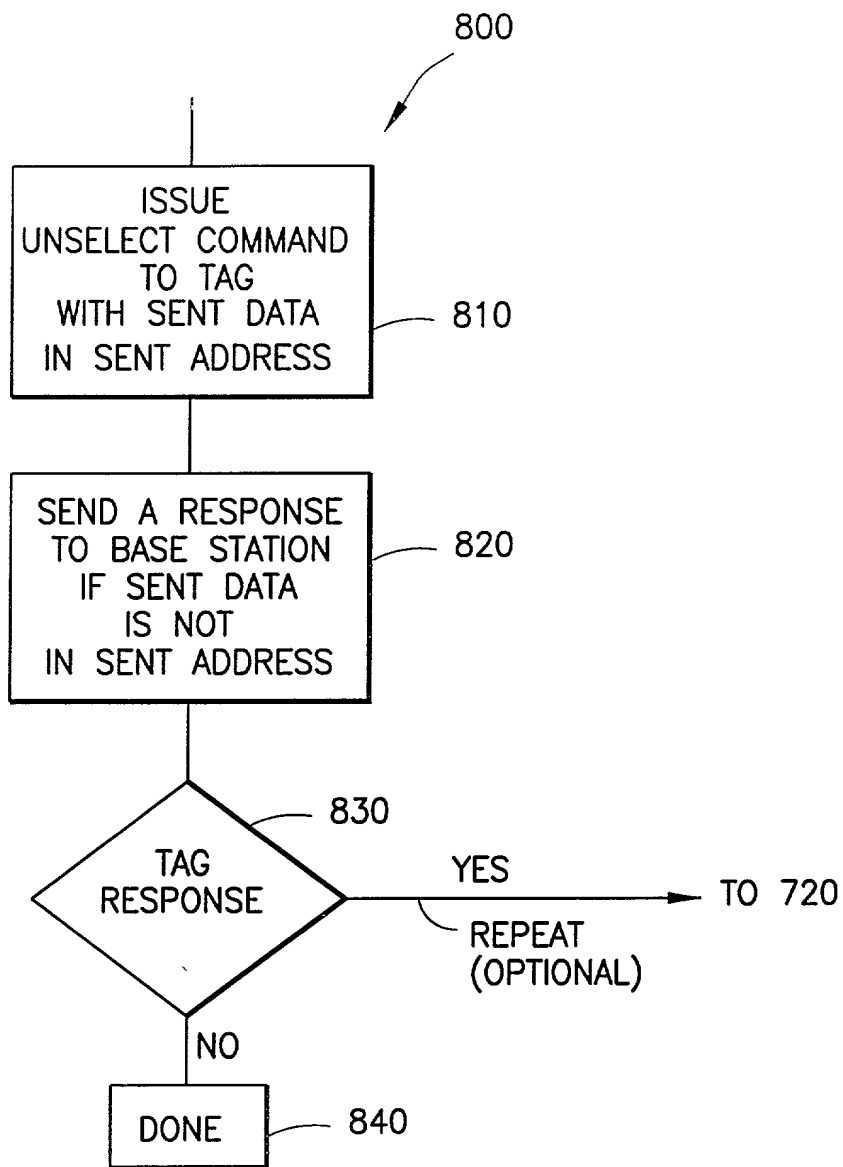 800
ISSUE
UNSELECT COMMAND
TO TAG
WITH SENT DATA
IN SENT ADDRESS
810
SEND A RESPONSE
TO BASE STATION
IF SENT DATA
IS NOT
IN SENT ADDRESS
820
830
TAG
RESPONSE
YES
TO 720
REPEAT
(OPTIONAL)
NO
DONE
840